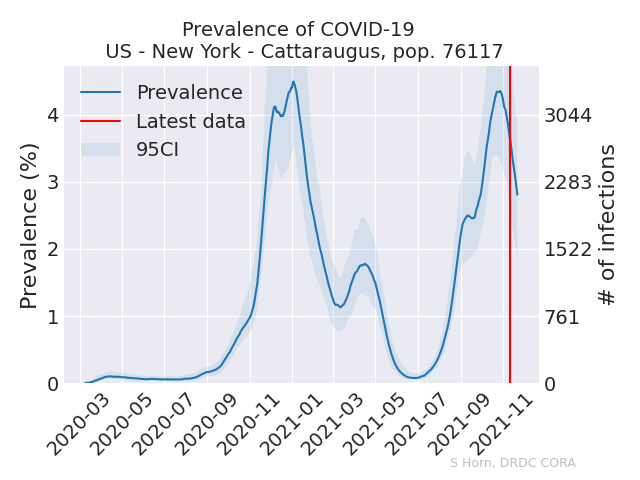 Prevalence of COVID-19
US - New York - Cattaraugus, pop. 76117
Prevalence
Latest data
95CI
Prevalence (%)
4
3
2
1
0
# of infections
3044
2283
1522
761
0
2020-03
2020-05
2020-07
2020-09
2020-11
2021-01
2021-03
2021-05
2021-07
2021-09
2021-11
S Horn, DRDC CORA